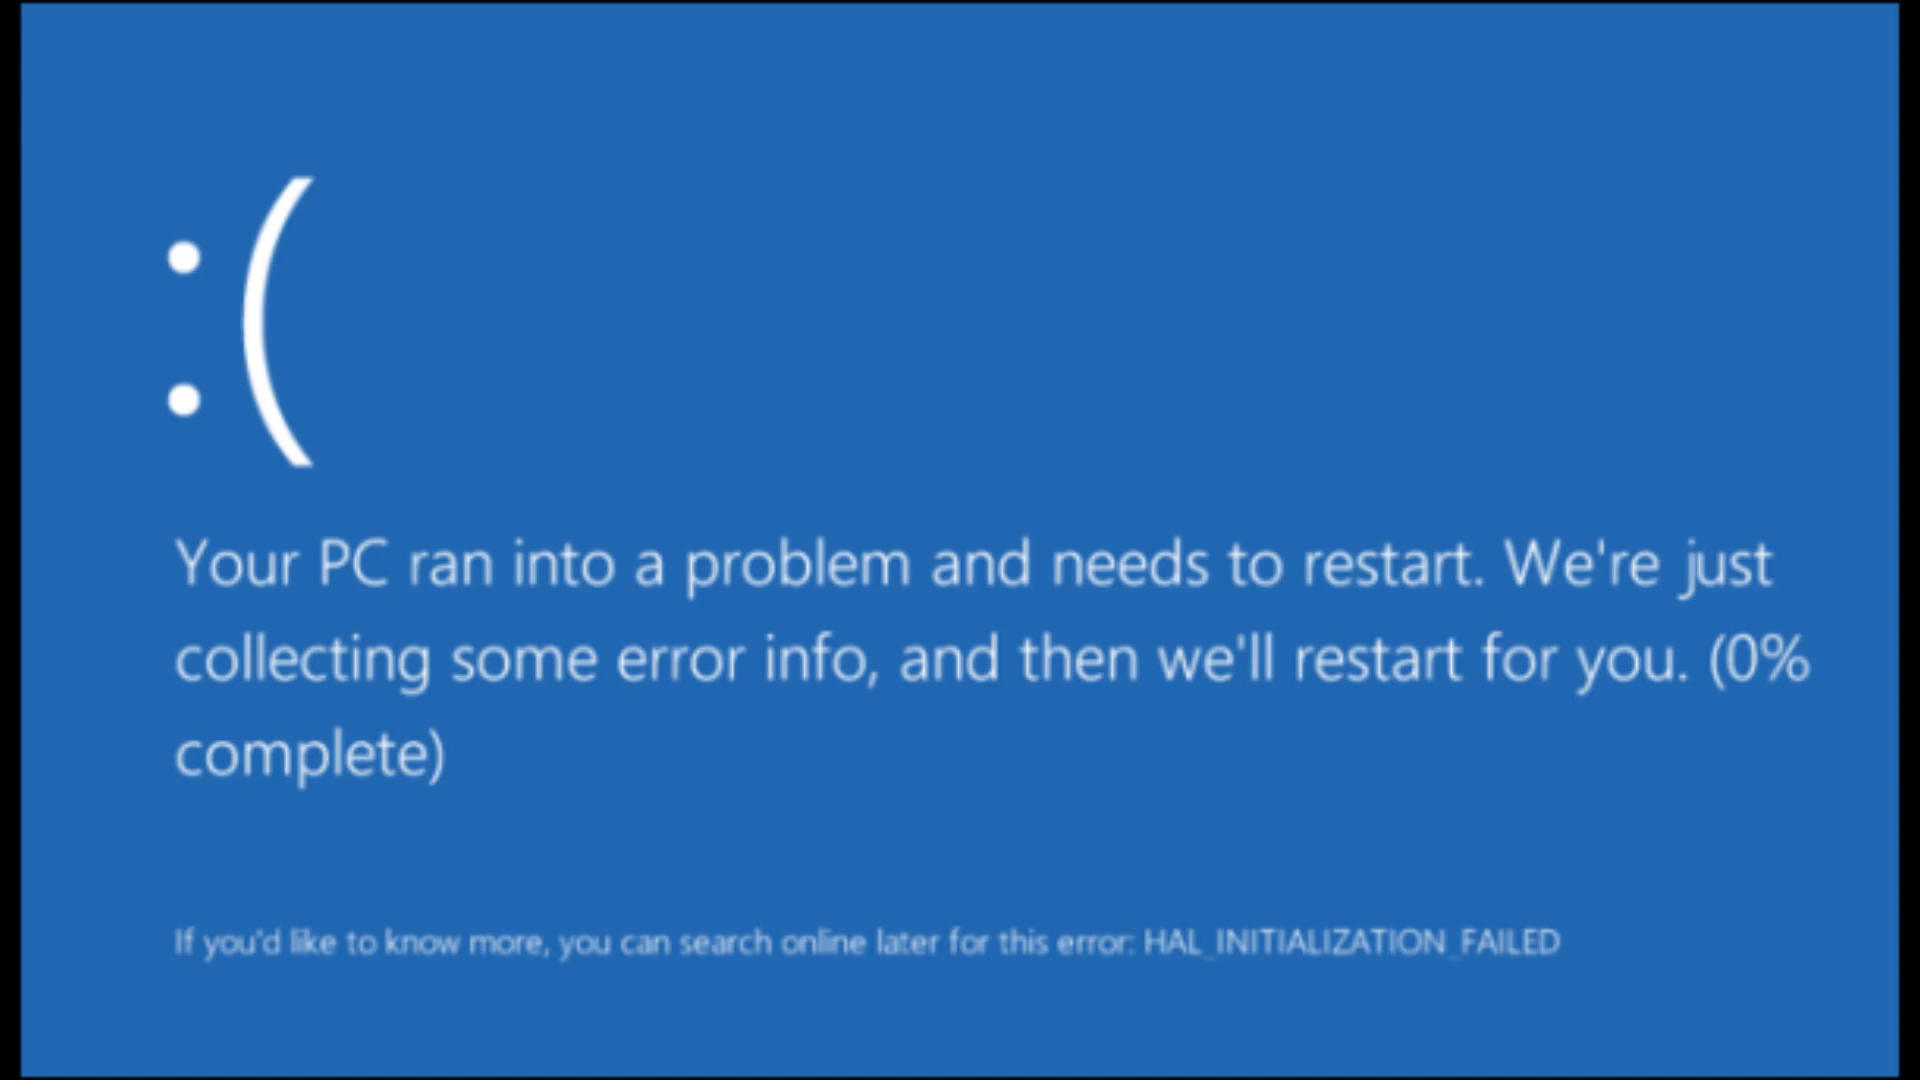 :(
Your PC ran into a problem and needs to restart. We're just
collecting some error info, and then we'll restart for you. (0%
complete)
If you'd like to know more, you can search online later for this error: HAL_INITIALIZATION_FAILED